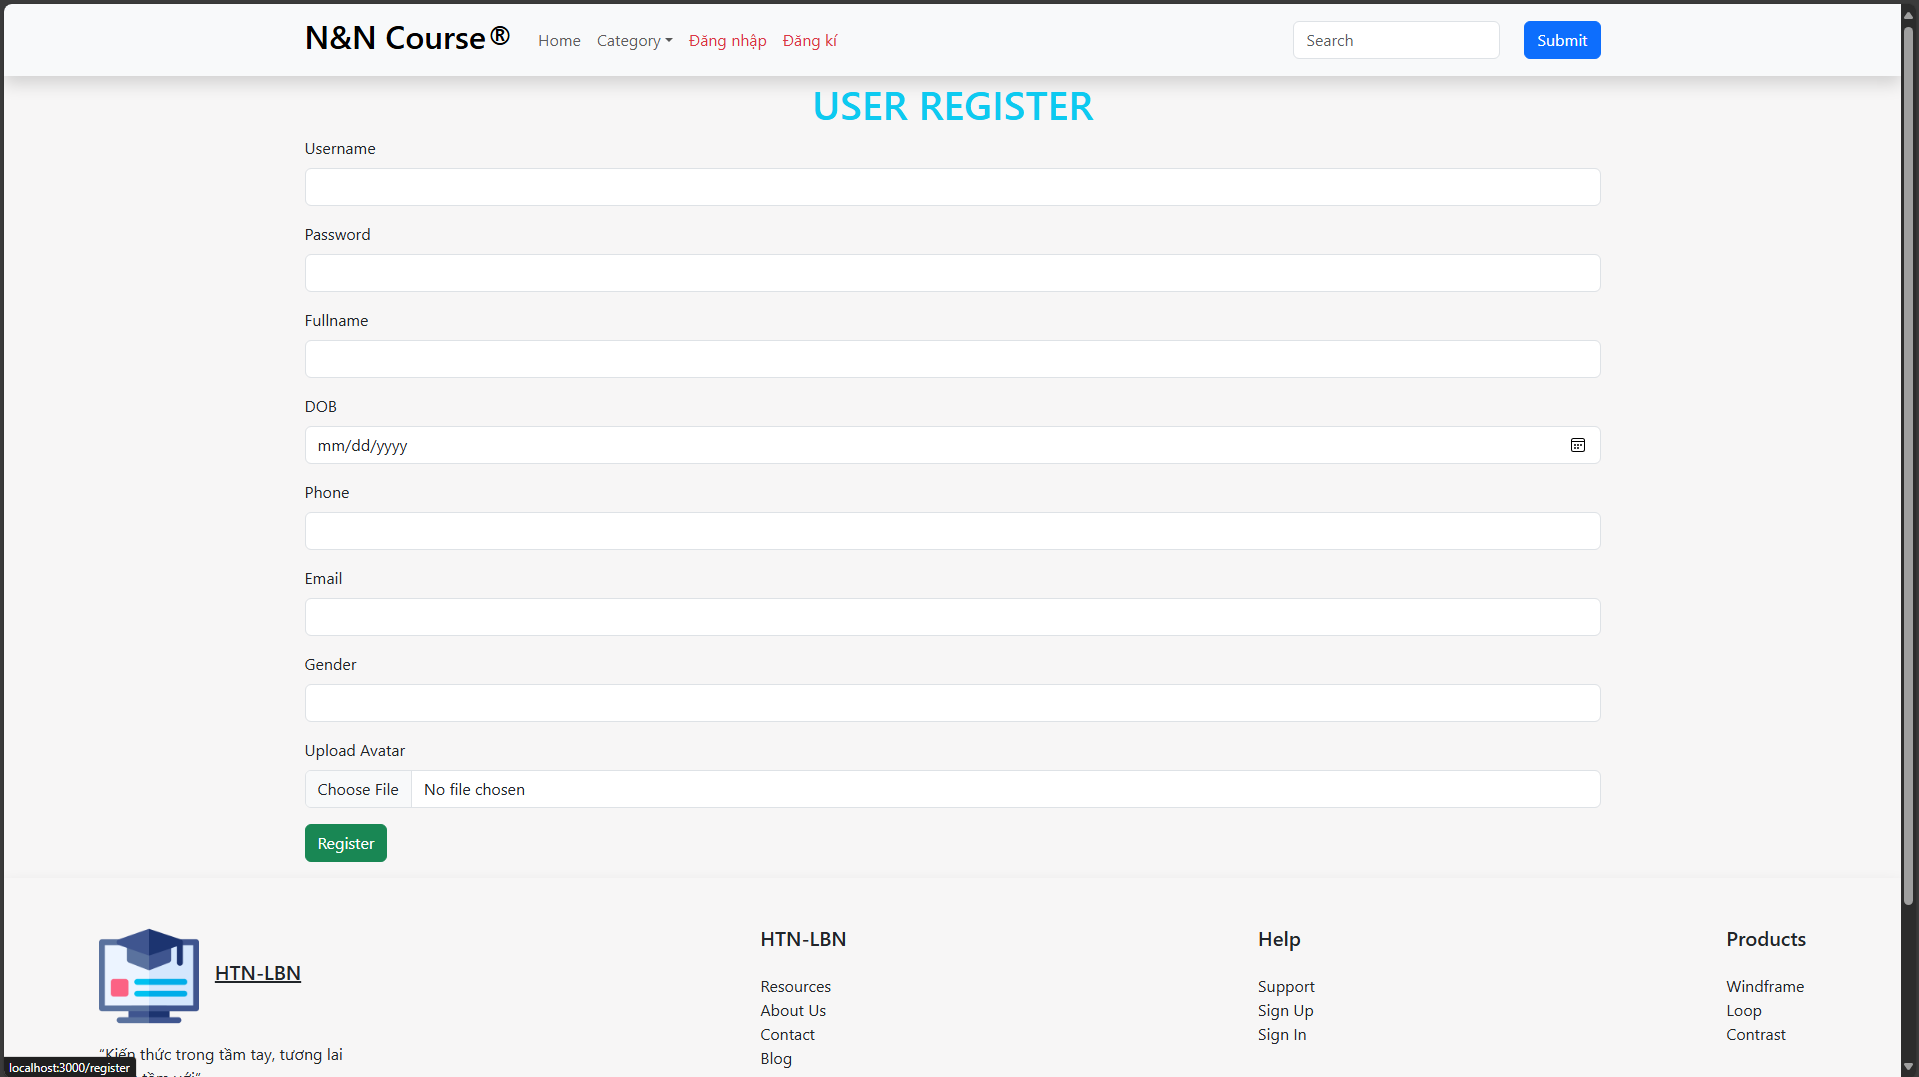 N&N Course® Home Category Đăng nhập Đăng kí Search Submit
USER REGISTER
Username
Password
Fullname
DOB
mm/dd/yyyy
Phone
Email
Gender
Upload Avatar
Choose File No file chosen
Register
HTN-LBN
“Kiến thức trong tầm tay, tương lai
tầm với”
HTN-LBN
Resources
About Us
Contact
Blog
Help
Support
Sign Up
Sign In
Products
Windframe
Loop
Contrast
localhost:3000/register